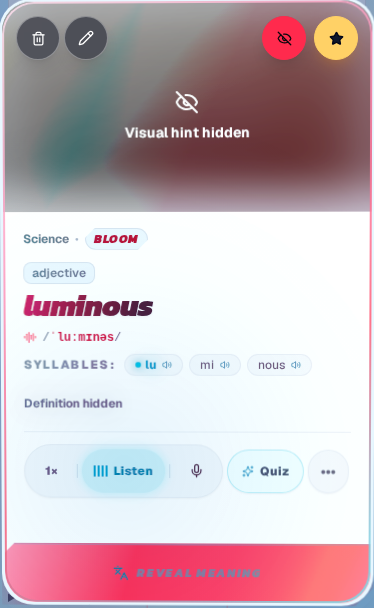 Visual hint hidden
Science · BLOOM
adjective
luminous
/ˈluːmɪnəs/
SYLLABLES: lu mi nous
Definition hidden
1× Listen Quiz
REVEAL MEANING